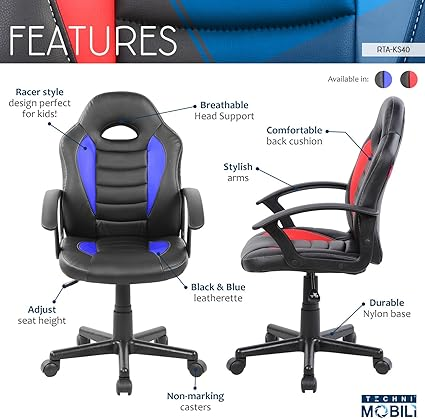 FEATURES
RTA-KS40
Available in:
Racer style
design perfect
for kids!
Breathable
Head Support
Comfortable
back cushion
Stylish
arms
Black & Blue
leatherette
Adjust
seat height
Durable
Nylon base
Non-marking
casters
TECHNI
MOBILI